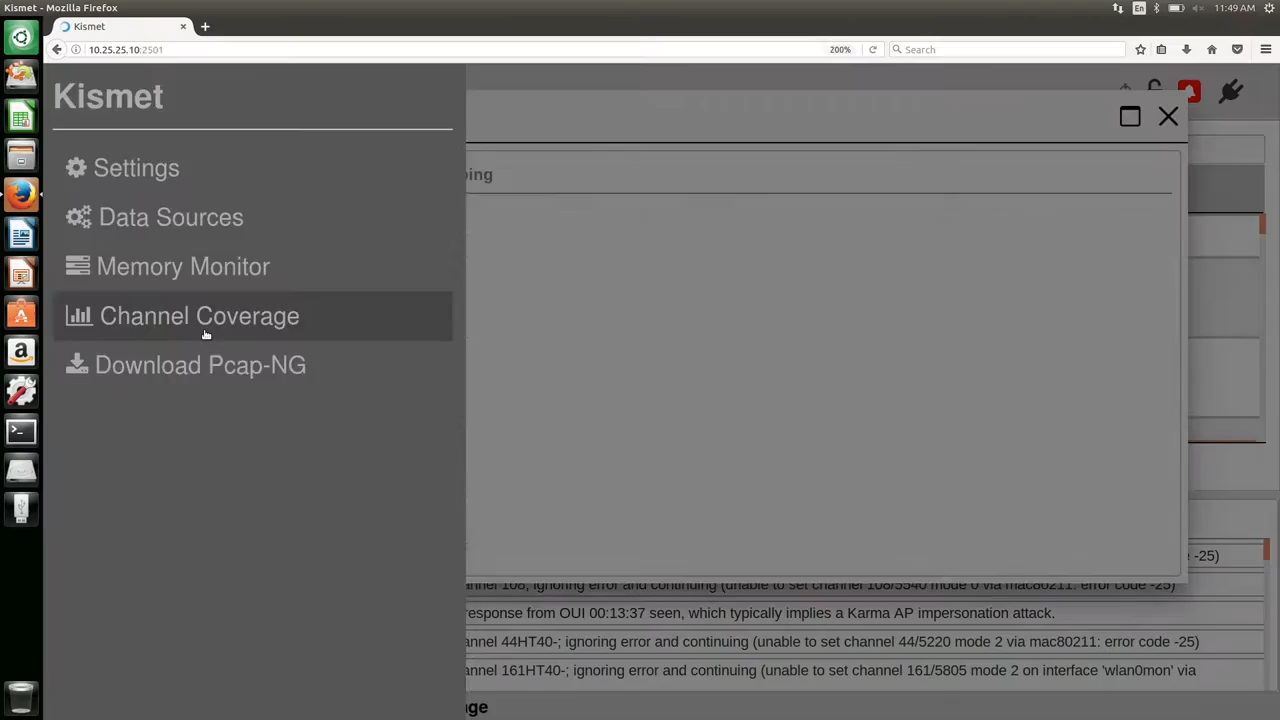 Kismet - Mozilla Firefox
En
11:49 AM
Kismet
10.25.25.10:2501
200%
Search
Kismet
Settings
Data Sources
Memory Monitor
Channel Coverage
Download Pcap-NG
ping
e -25)
annel 108; ignoring error and continuing (unable to set channel 108/5540 mode 0 via mac80211: error code -25)
response from OUI 00:13:37 seen, which typically implies a Karma AP impersonation attack.
annel 44HT40-; ignoring error and continuing (unable to set channel 44/5220 mode 2 via mac80211: error code -25)
annel 161HT40-; ignoring error and continuing (unable to set channel 161/5805 mode 2 on interface 'wlan0mon' via
ge